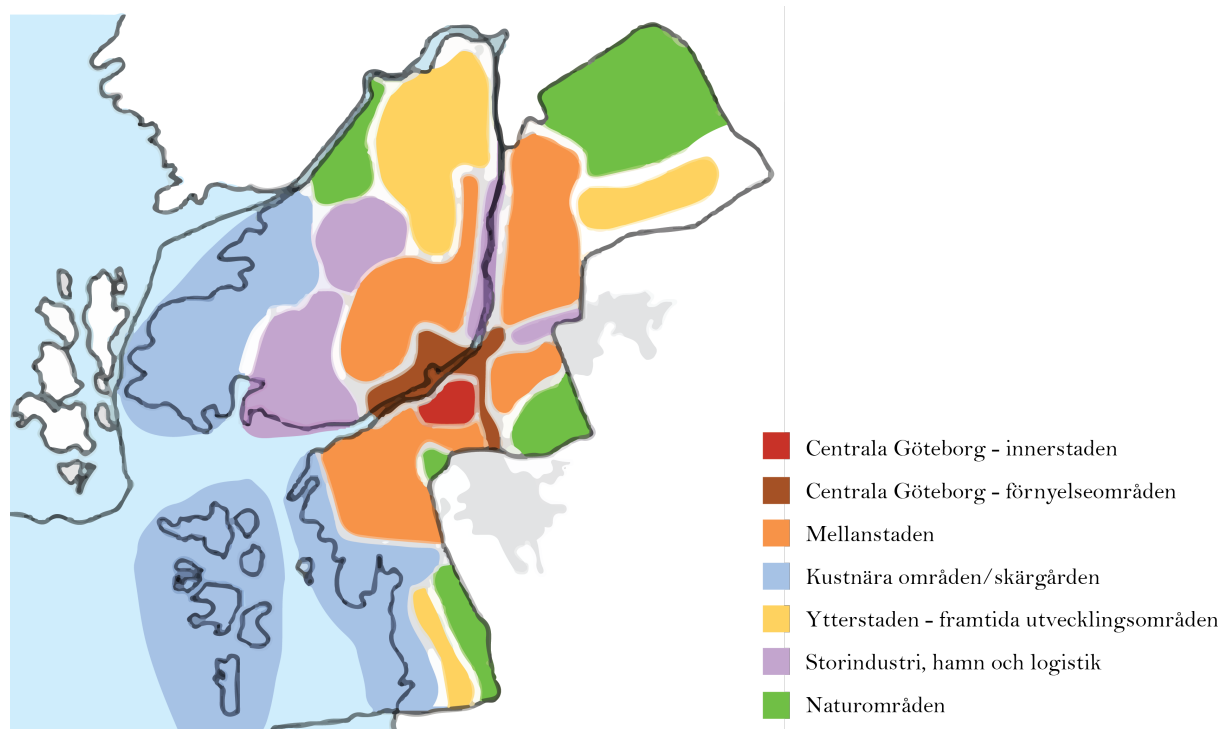 Centrala Göteborg - innerstaden
Centrala Göteborg - förnyelseområden
Mellanstaden
Kustnära områden/skärgården
Ytterstaden - framtida utvecklingsområden
Storindustri, hamn och logistik
Naturområden